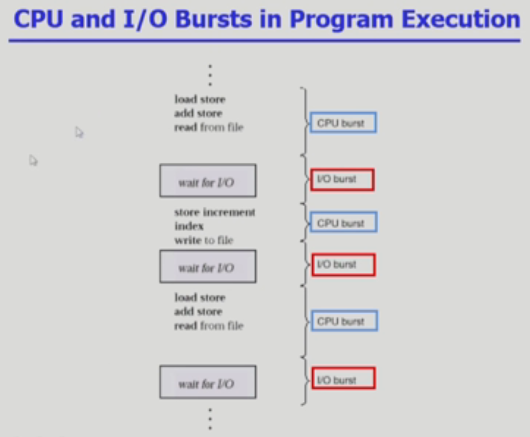 CPU and I/O Bursts in Program Execution
load store
add store
read from file
CPU burst
wait for I/O
I/O burst
store increment
index
write to file
CPU burst
wait for I/O
I/O burst
load store
add store
read from file
CPU burst
wait for I/O
I/O burst